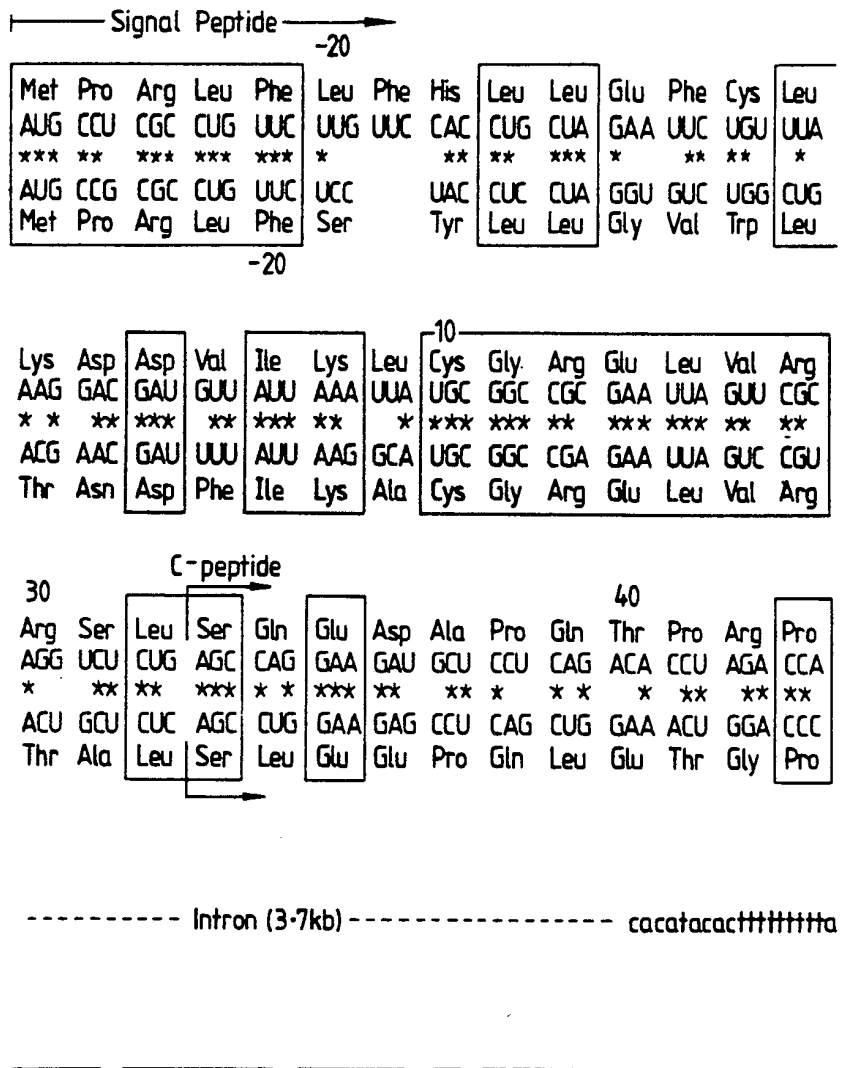 Signal Peptide
-20
Met Pro Arg Leu Phe Leu Phe His Leu Leu Glu Phe Cys Leu
AUG CCU CGC CUG UUC UUG UUC CAC CUG CUA GAA UUC UGU UUA
*** ** *** *** *** * ** ** *** * ** ** *
AUG CCG CGC CUG UUC UCC UAC CUC CUA GGU GUC UGG CUG
Met Pro Arg Leu Phe Ser Tyr Leu Leu Gly Val Trp Leu
-20
-10
Lys Asp Asp Val Ile Lys Leu Cys Gly Arg Glu Leu Val Arg
AAG GAC GAU GUU AUU AAA UUA UGC GGC CGC GAA UUA GUU CGC
* * ** *** ** *** ** * *** *** ** *** *** ** **
ACG AAC GAU UUU AUU AAG GCA UGC GGC CGA GAA UUA GUC CGU
Thr Asn Asp Phe Ile Lys Ala Cys Gly Arg Glu Leu Val Arg
C-peptide
30 40
Arg Ser Leu Ser Gln Glu Asp Ala Pro Gln Thr Pro Arg Pro
AGG UCU CUG AGC CAG GAA GAU GCU CCU CAG ACA CCU AGA CCA
* ** ** *** * * *** ** ** * * * * ** ** **
ACU GCU CUC AGC CUG GAA GAG CCU CAG CUG GAA ACU GGA CCC
Thr Ala Leu Ser Leu Glu Glu Pro Gln Leu Glu Thr Gly Pro
---------- Intron (3·7kb) ---------------- cacatacacttttttttta